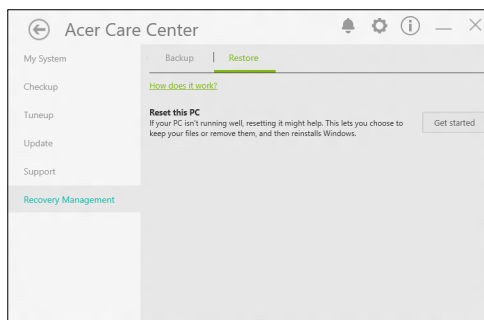 Acer Care Center
My System
Checkup
Tuneup
Update
Support
Recovery Management
Backup
Restore
How does it work?
Reset this PC
If your PC isn't running well, resetting it might help. This lets you choose to
keep your files or remove them, and then reinstalls Windows.
Get started